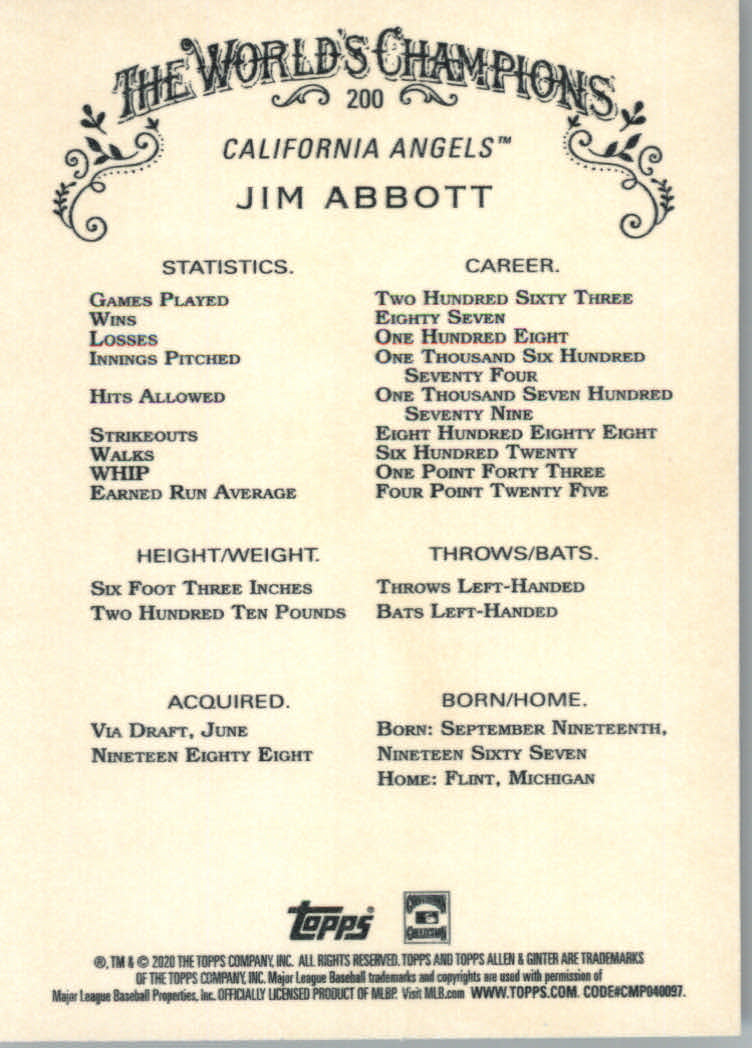 THE WORLD'S CHAMPIONS
200
CALIFORNIA ANGELS™
JIM ABBOTT
STATISTICS. CAREER.
GAMES PLAYED TWO HUNDRED SIXTY THREE
WINS EIGHTY SEVEN
LOSSES ONE HUNDRED EIGHT
INNINGS PITCHED ONE THOUSAND SIX HUNDRED
SEVENTY FOUR
HITS ALLOWED ONE THOUSAND SEVEN HUNDRED
SEVENTY NINE
STRIKEOUTS EIGHT HUNDRED EIGHTY EIGHT
WALKS SIX HUNDRED TWENTY
WHIP ONE POINT FORTY THREE
EARNED RUN AVERAGE FOUR POINT TWENTY FIVE
HEIGHT/WEIGHT.
SIX FOOT THREE INCHES
TWO HUNDRED TEN POUNDS
THROWS/BATS.
THROWS LEFT-HANDED
BATS LEFT-HANDED
ACQUIRED.
VIA DRAFT, JUNE
NINETEEN EIGHTY EIGHT
BORN/HOME.
BORN: SEPTEMBER NINETEENTH,
NINETEEN SIXTY SEVEN
HOME: FLINT, MICHIGAN
Topps®
COOPERSTOWN
COLLECTION
®, TM & © 2020 THE TOPPS COMPANY, INC. ALL RIGHTS RESERVED. TOPPS AND TOPPS ALLEN & GINTER ARE TRADEMARKS
OF THE TOPPS COMPANY, INC. Major League Baseball trademarks and copyrights are used with permission of
Major League Baseball Properties, Inc. OFFICIALLY LICENSED PRODUCT OF MLBP. Visit MLB.com WWW.TOPPS.COM. CODE#CMP040097.